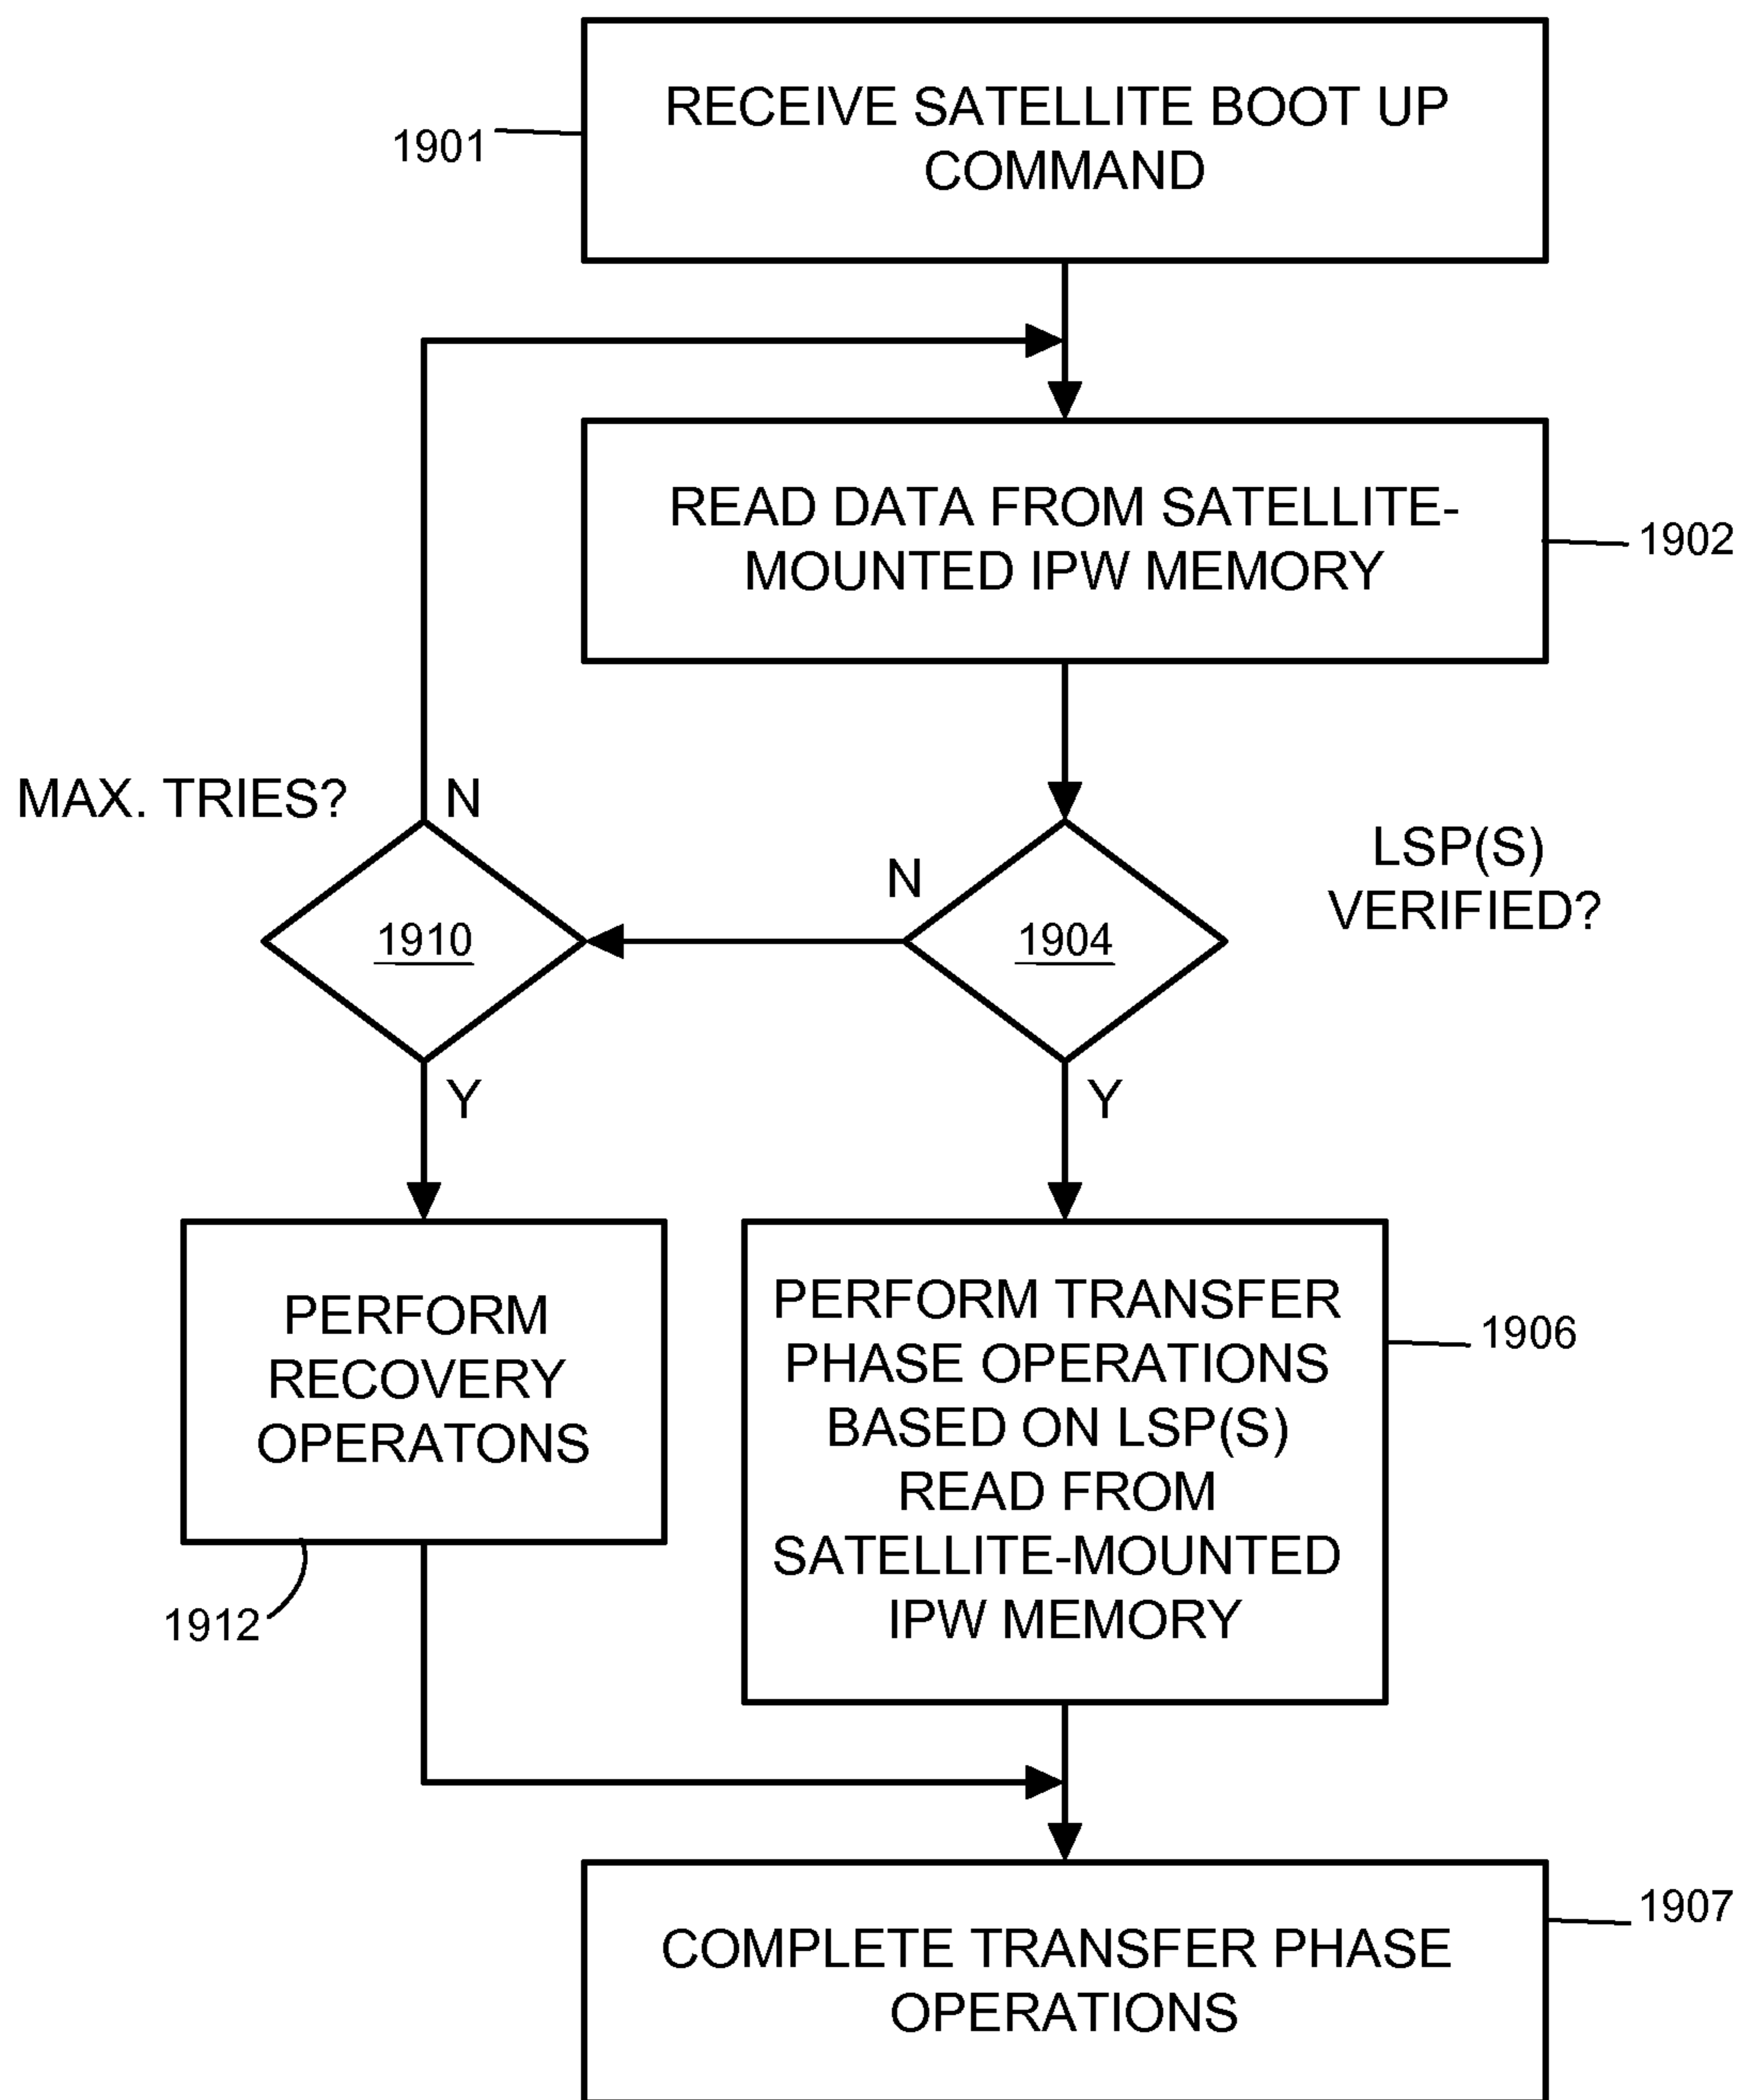 RECEIVE SATELLITE BOOT UP
COMMAND
1901
READ DATA FROM SATELLITE-
MOUNTED IPW MEMORY
1902
MAX. TRIES?
N
N
LSP(S)
VERIFIED?
1910
1904
Y
Y
PERFORM
RECOVERY
OPERATONS
1912
PERFORM TRANSFER
PHASE OPERATIONS
BASED ON LSP(S)
READ FROM
SATELLITE-MOUNTED
IPW MEMORY
1906
COMPLETE TRANSFER PHASE
OPERATIONS
1907